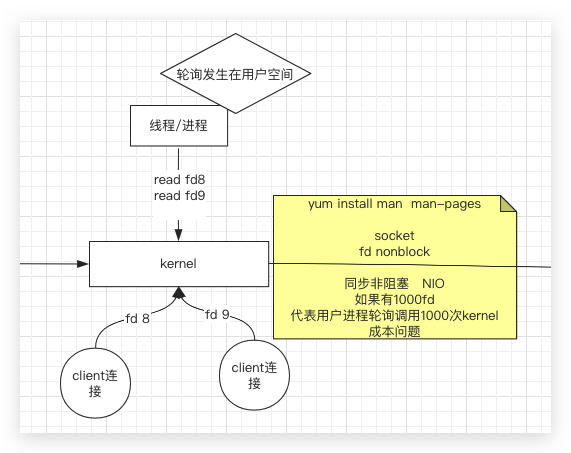 轮询发生在用户空间
线程/进程
read fd8
read fd9
kernel
fd 8
fd 9
client连
接
client连
接
yum install man  man-pages
socket
fd nonblock
同步非阻塞   NIO
如果有1000fd
代表用户进程轮询调用1000次kernel
成本问题